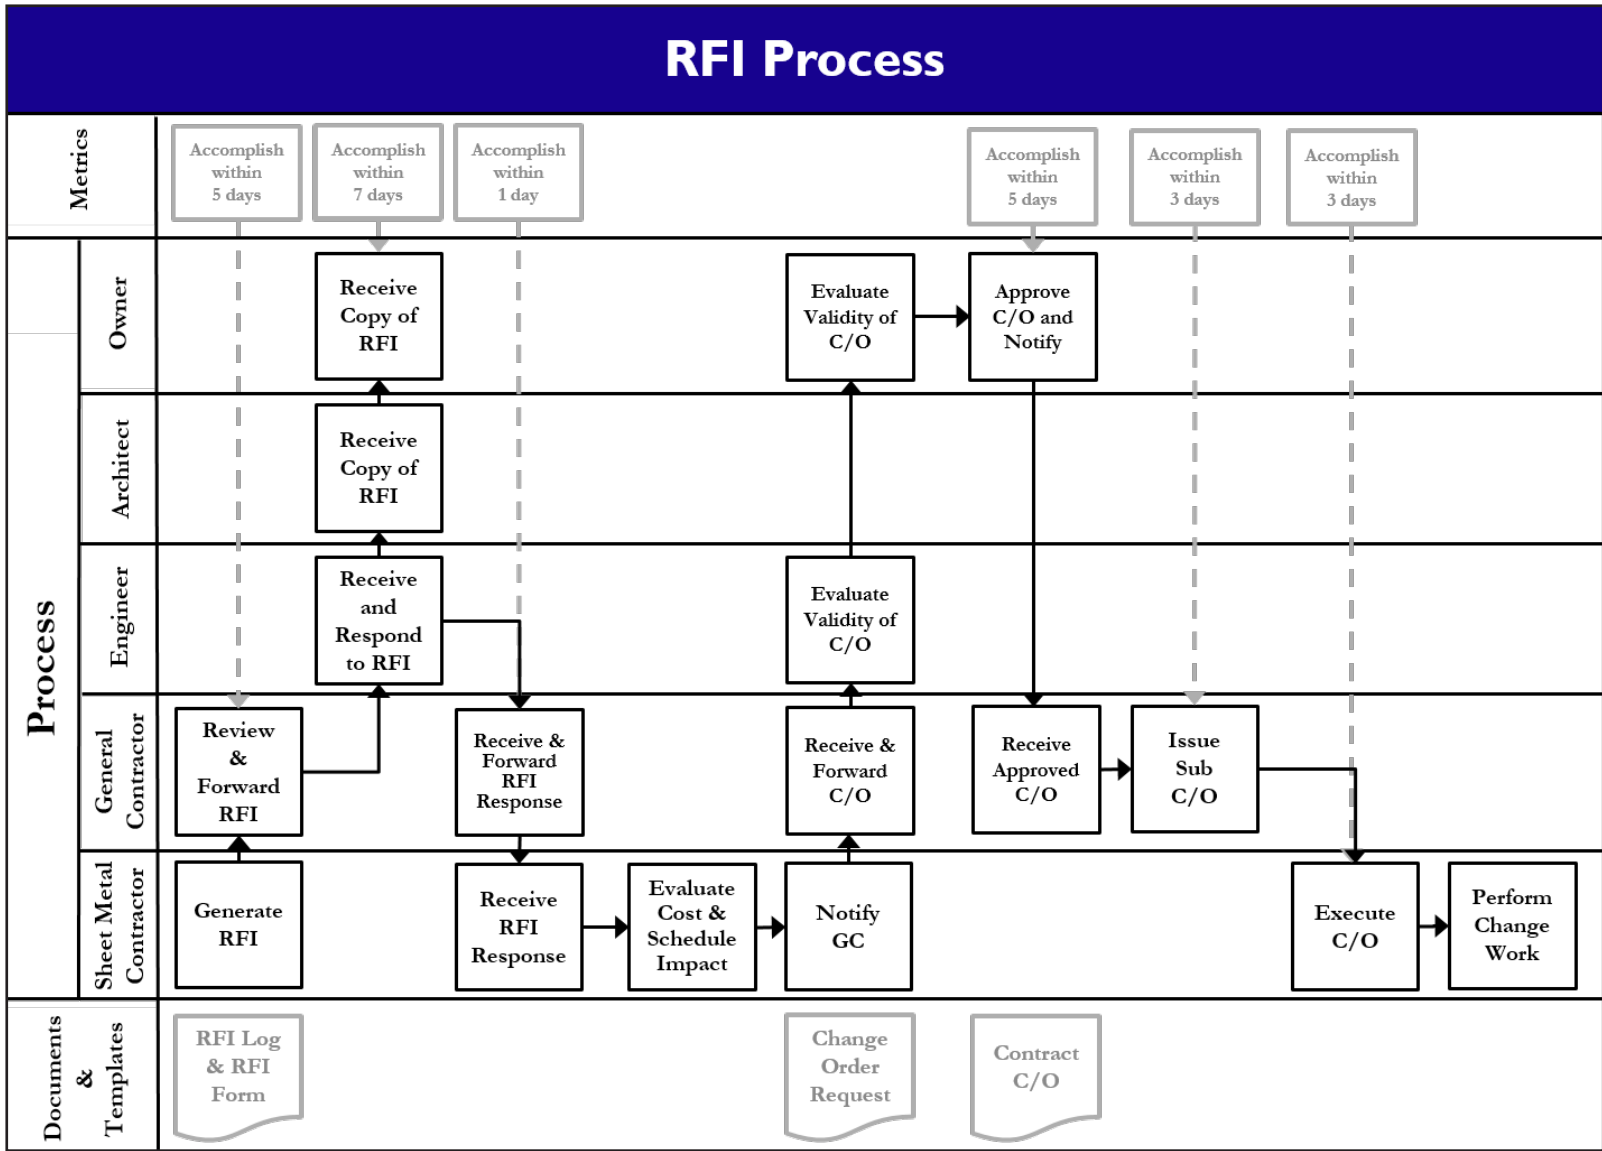 RFI Process
Metrics
Accomplish
within
5 days
Accomplish
within
7 days
Accomplish
within
1 day
Accomplish
within
5 days
Accomplish
within
3 days
Accomplish
within
3 days
Process
Owner
Receive
Copy of
RFI
Evaluate
Validity of
C/O
Approve
C/O and
Notify
Architect
Receive
Copy of
RFI
Engineer
Receive
and
Respond
to RFI
Evaluate
Validity of
C/O
General
Contractor
Review
&
Forward
RFI
Receive &
Forward
RFI
Response
Receive &
Forward
C/O
Receive
Approved
C/O
Issue
Sub
C/O
Sheet Metal
Contractor
Generate
RFI
Receive
RFI
Response
Evaluate
Cost &
Schedule
Impact
Notify
GC
Execute
C/O
Perform
Change
Work
Documents
&
Templates
RFI Log
& RFI
Form
Change
Order
Request
Contract
C/O